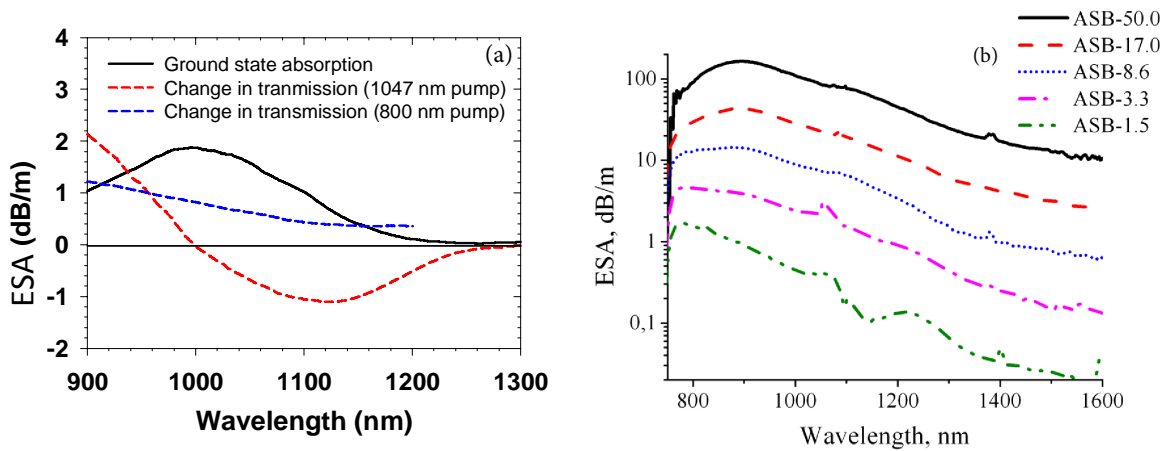 (a)
Ground state absorption
Change in tranmission (1047 nm pump)
Change in transmission (800 nm pump)
ESA (dB/m)
4
3
2
1
0
-1
-2
900 1000 1100 1200 1300
Wavelength (nm)
(b)
ASB-50.0
ASB-17.0
ASB-8.6
ASB-3.3
ASB-1.5
ESA, dB/m
100
10
1
0,1
800 1000 1200 1400 1600
Wavelength, nm